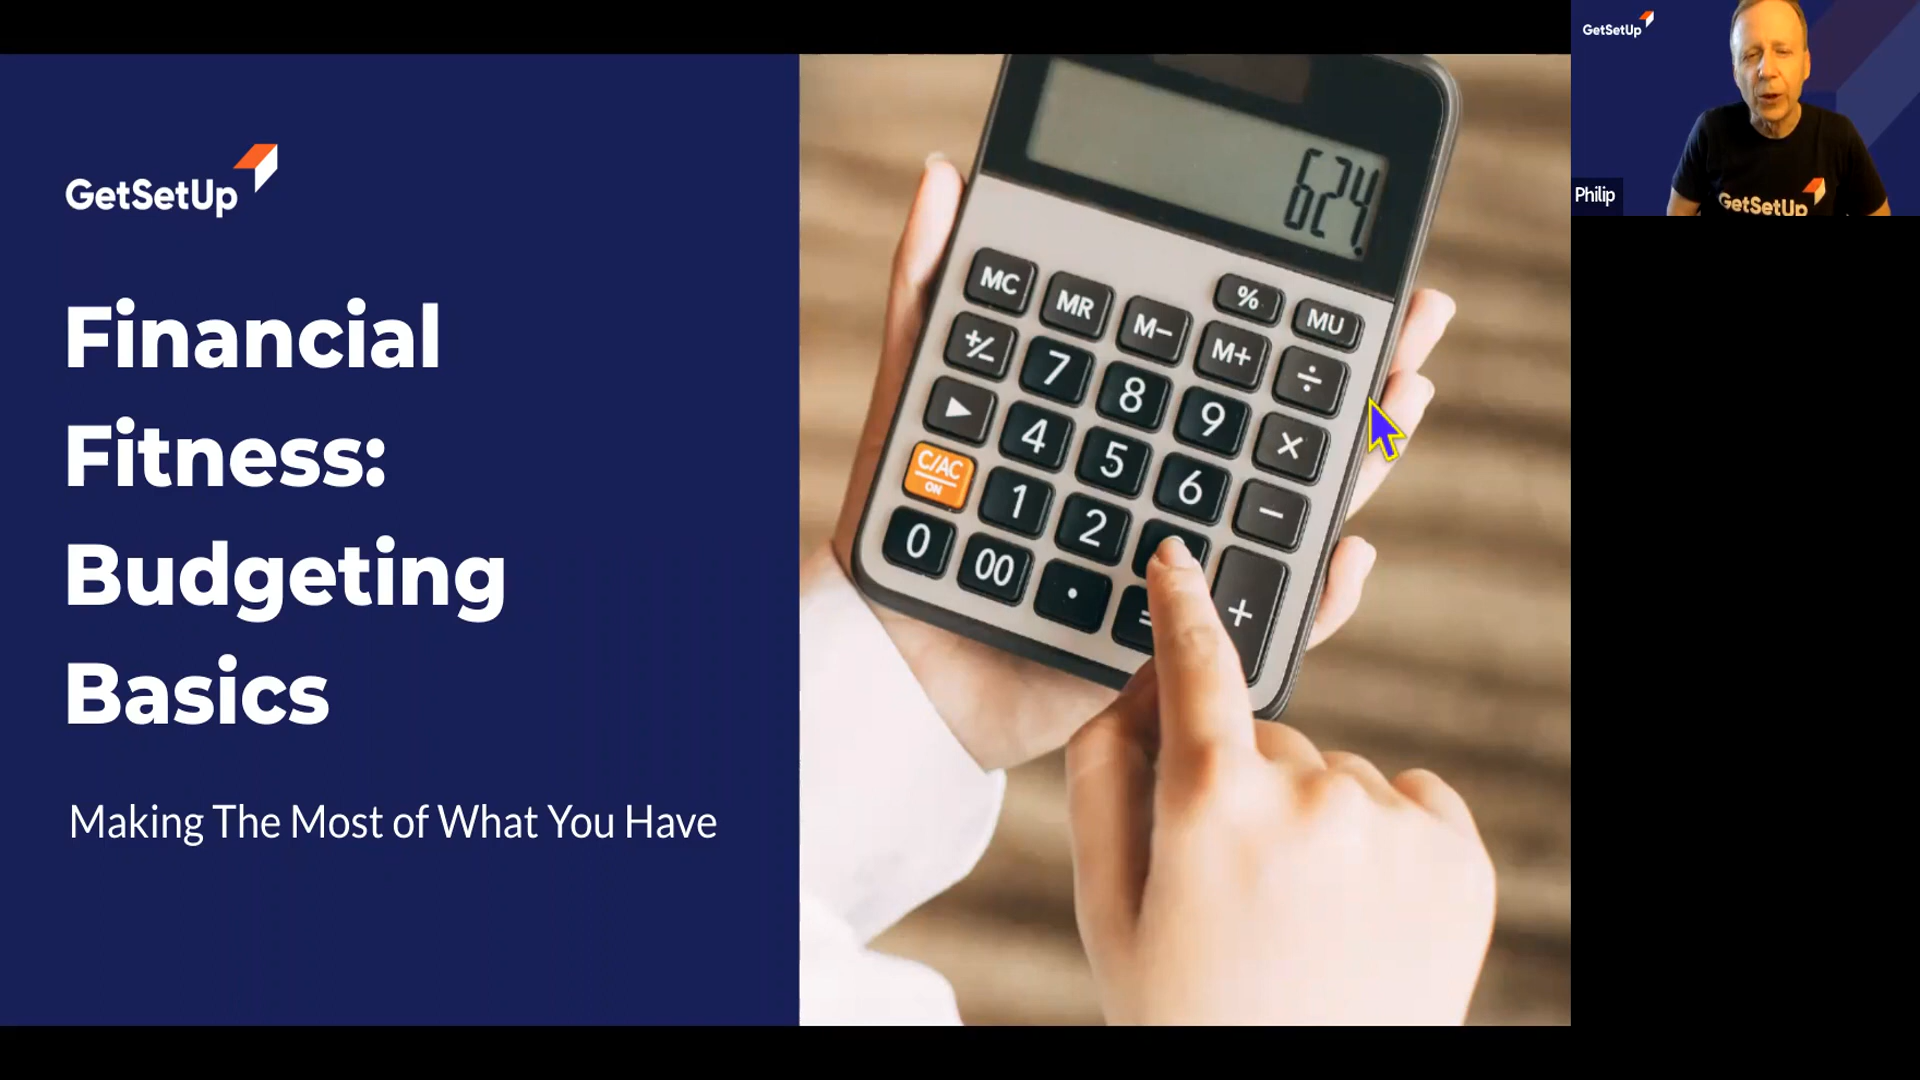 GetSetUp
Financial
Fitness:
Budgeting
Basics
Making The Most of What You Have
624.
MC
MR
M−
%
MU
+/−
7
8
9
M+
÷
▶
4
5
6
×
C/AC
ON
1
2
−
0
00
.
=
+
GetSetUp
GetSetUp
Philip